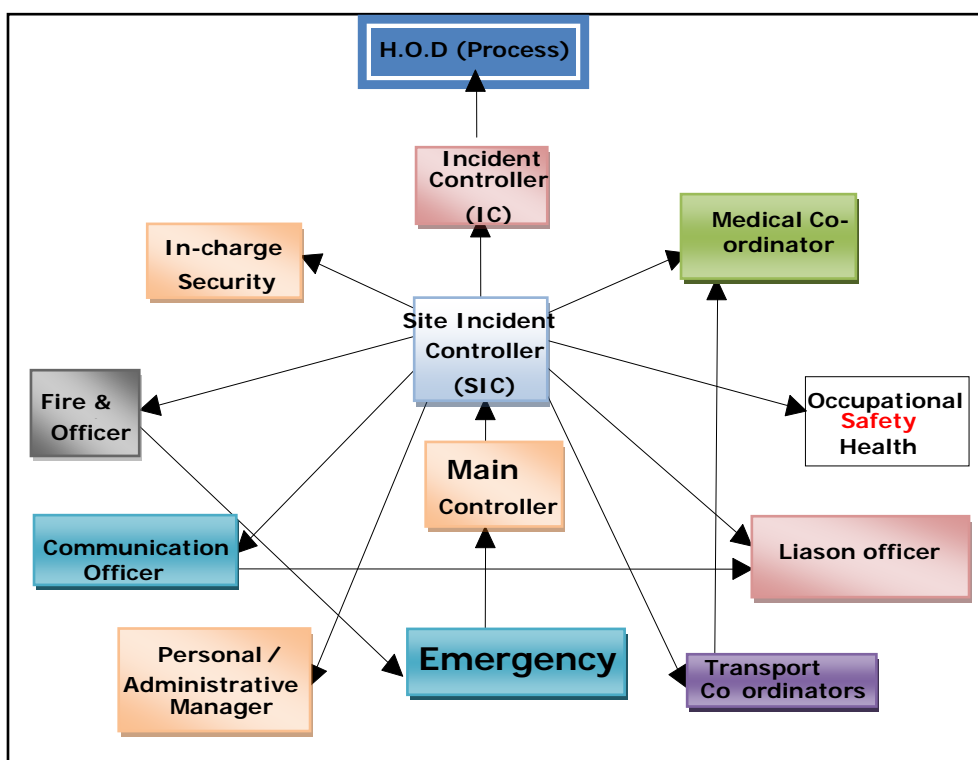 H.O.D (Process)
Incident
Controller
(IC)
Medical Co-
ordinator
In-charge
Security
Site Incident
Controller
(SIC)
Fire &
Officer
Occupational
Safety
Health
Main
Controller
Communication
Officer
Liason officer
Personal /
Administrative
Manager
Emergency
Transport
Co ordinators